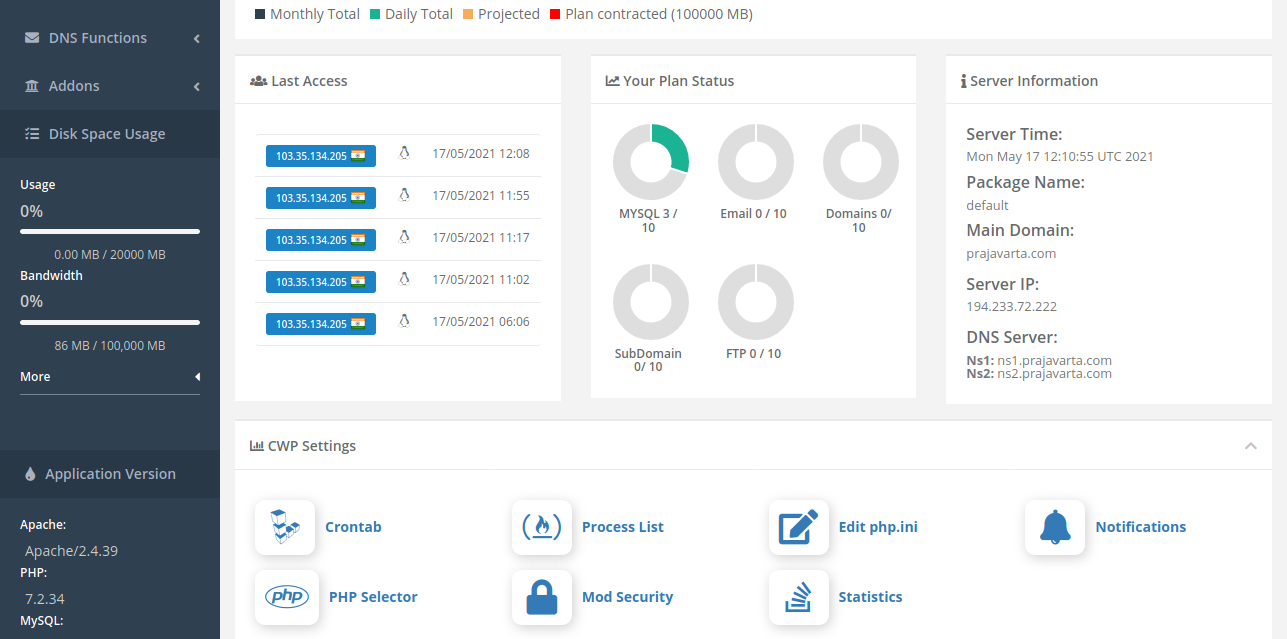 Monthly Total Daily Total Projected Plan contracted (100000 MB)
DNS Functions
Addons
Disk Space Usage
Usage
0%
0.00 MB / 20000 MB
Bandwidth
0%
86 MB / 100,000 MB
More
Application Version
Apache:
Apache/2.4.39
PHP:
7.2.34
MySQL:
Last Access
103.35.134.205 17/05/2021 12:08
103.35.134.205 17/05/2021 11:55
103.35.134.205 17/05/2021 11:17
103.35.134.205 17/05/2021 11:02
103.35.134.205 17/05/2021 06:06
Your Plan Status
MYSQL 3 /
10
Email 0 / 10
Domains 0/
10
SubDomain
0/ 10
FTP 0 / 10
Server Information
Server Time:
Mon May 17 12:10:55 UTC 2021
Package Name:
default
Main Domain:
prajavarta.com
Server IP:
194.233.72.222
DNS Server:
Ns1: ns1.prajavarta.com
Ns2: ns2.prajavarta.com
CWP Settings
Crontab
Process List
Edit php.ini
Notifications
php
PHP Selector
Mod Security
Statistics